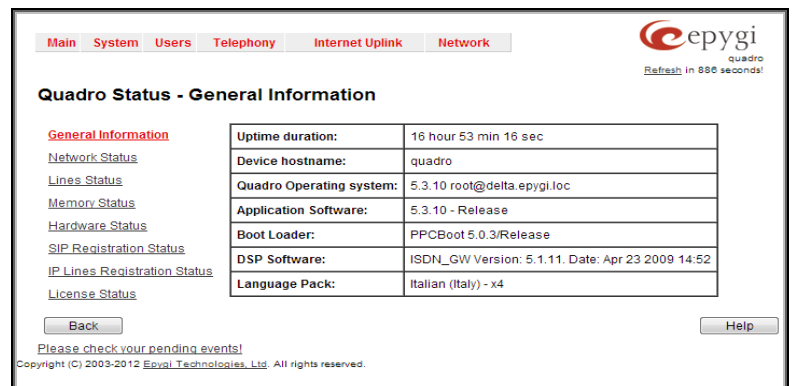 Main System Users Telephony Internet Uplink Network
epygi
quadro
Refresh in 886 seconds!
Quadro Status - General Information
General Information
Network Status
Lines Status
Memory Status
Hardware Status
SIP Registration Status
IP Lines Registration Status
License Status
Uptime duration: 16 hour 53 min 16 sec
Device hostname: quadro
Quadro Operating system: 5.3.10 root@delta.epygi.loc
Application Software: 5.3.10 - Release
Boot Loader: PPCBoot 5.0.3/Release
DSP Software: ISDN_GW Version: 5.1.11. Date: Apr 23 2009 14:52
Language Pack: Italian (Italy) - x4
Back
Help
Please check your pending events!
Copyright (C) 2003-2012 Epygi Technologies, Ltd. All rights reserved.